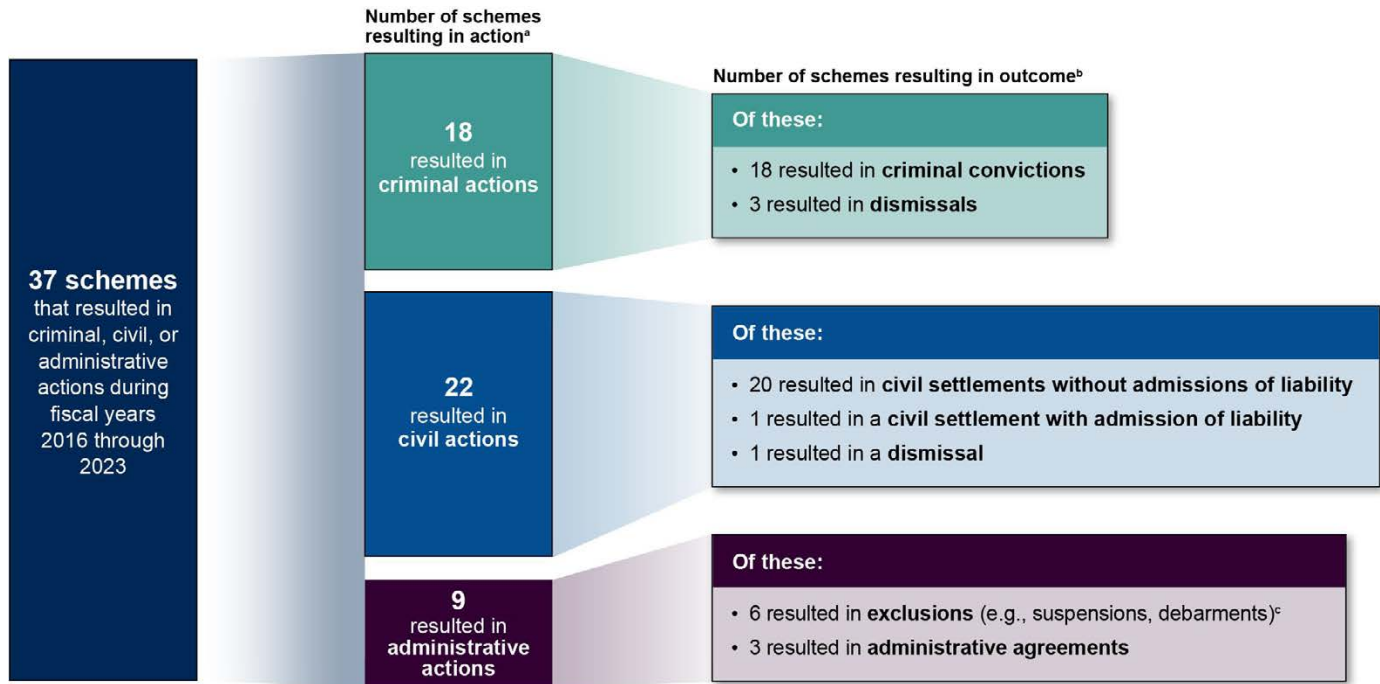 37 schemes
that resulted in
criminal, civil, or
administrative
actions during
fiscal years
2016 through
2023
Number of schemes
resulting in actionᵃ
18
resulted in
criminal actions
22
resulted in
civil actions
9
resulted in
administrative
actions
Number of schemes resulting in outcomeᵇ
Of these:
• 18 resulted in criminal convictions
• 3 resulted in dismissals
Of these:
• 20 resulted in civil settlements without admissions of liability
• 1 resulted in a civil settlement with admission of liability
• 1 resulted in a dismissal
Of these:
• 6 resulted in exclusions (e.g., suspensions, debarments)ᶜ
• 3 resulted in administrative agreements